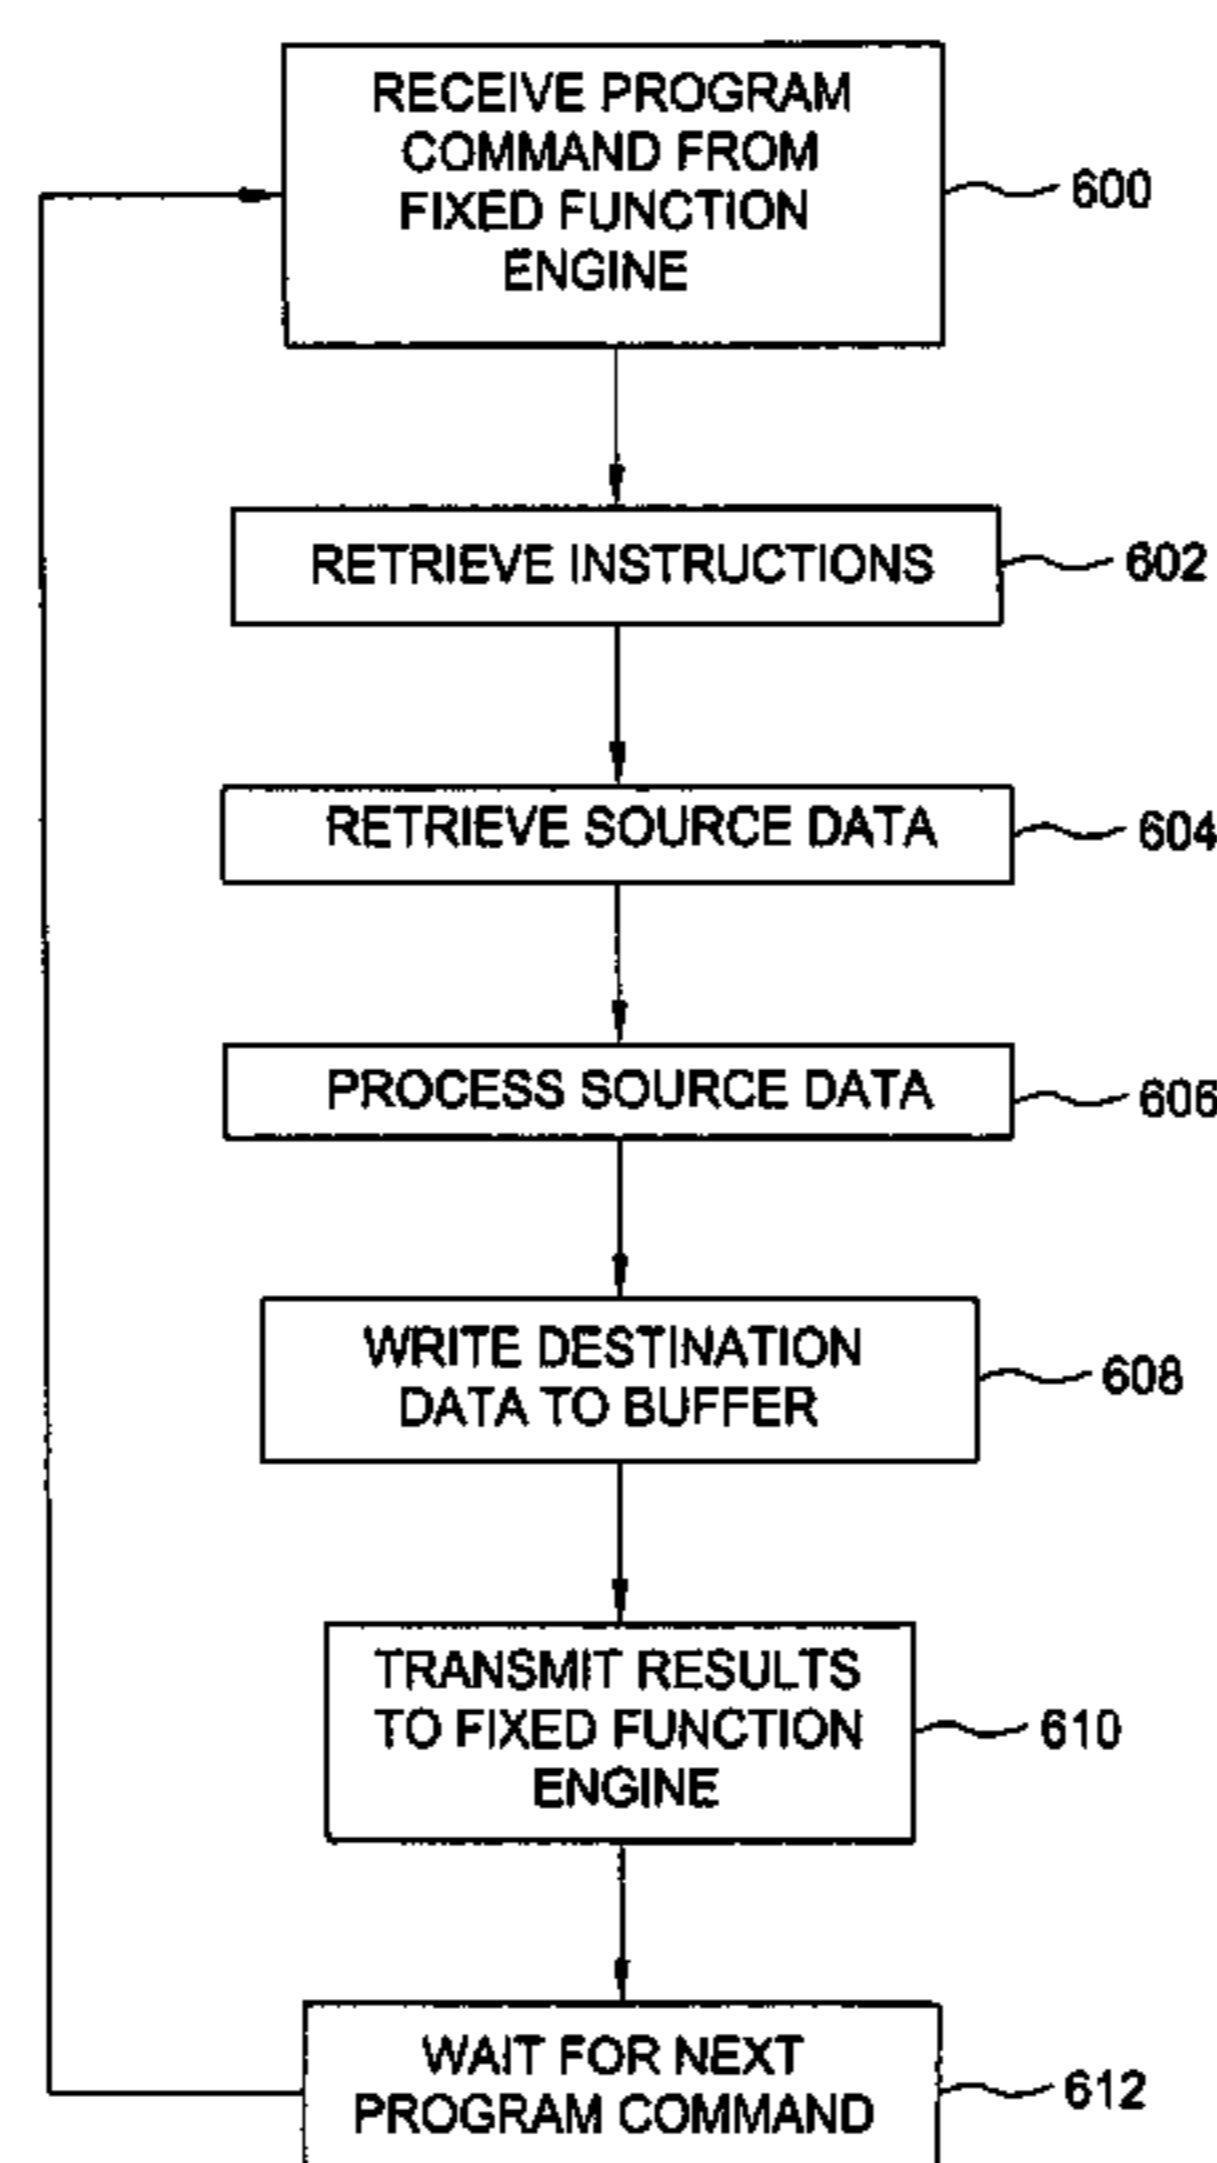 RECEIVE PROGRAM
COMMAND FROM
FIXED FUNCTION
ENGINE
600
RETRIEVE INSTRUCTIONS
602
RETRIEVE SOURCE DATA
604
PROCESS SOURCE DATA
606
WRITE DESTINATION
DATA TO BUFFER
608
TRANSMIT RESULTS
TO FIXED FUNCTION
ENGINE
610
WAIT FOR NEXT
PROGRAM COMMAND
612